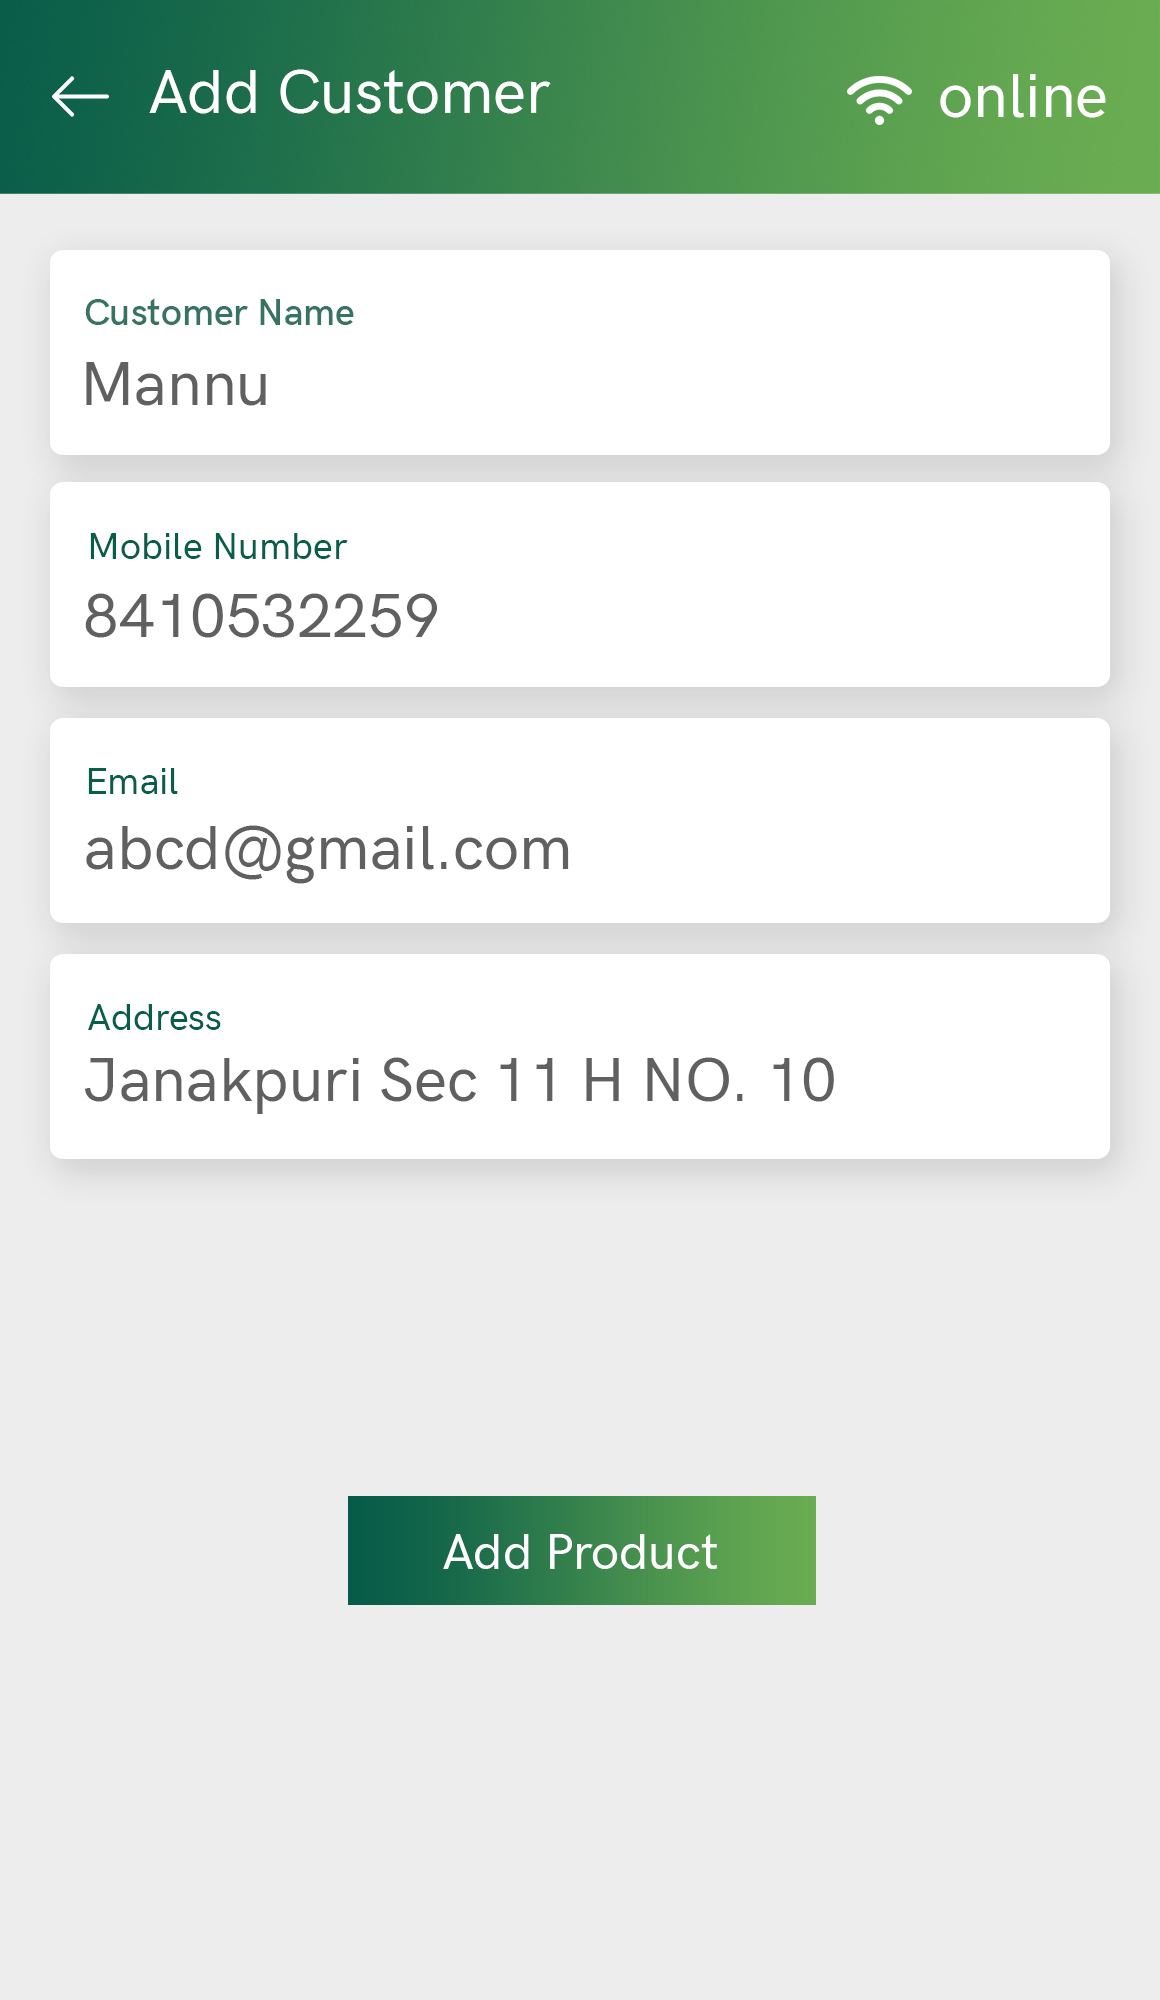 Add Customer
online
Customer Name
Mannu
Mobile Number
8410532259
Email
abcd@gmail.com
Address
Janakpuri Sec 11 H NO. 10
Add Product